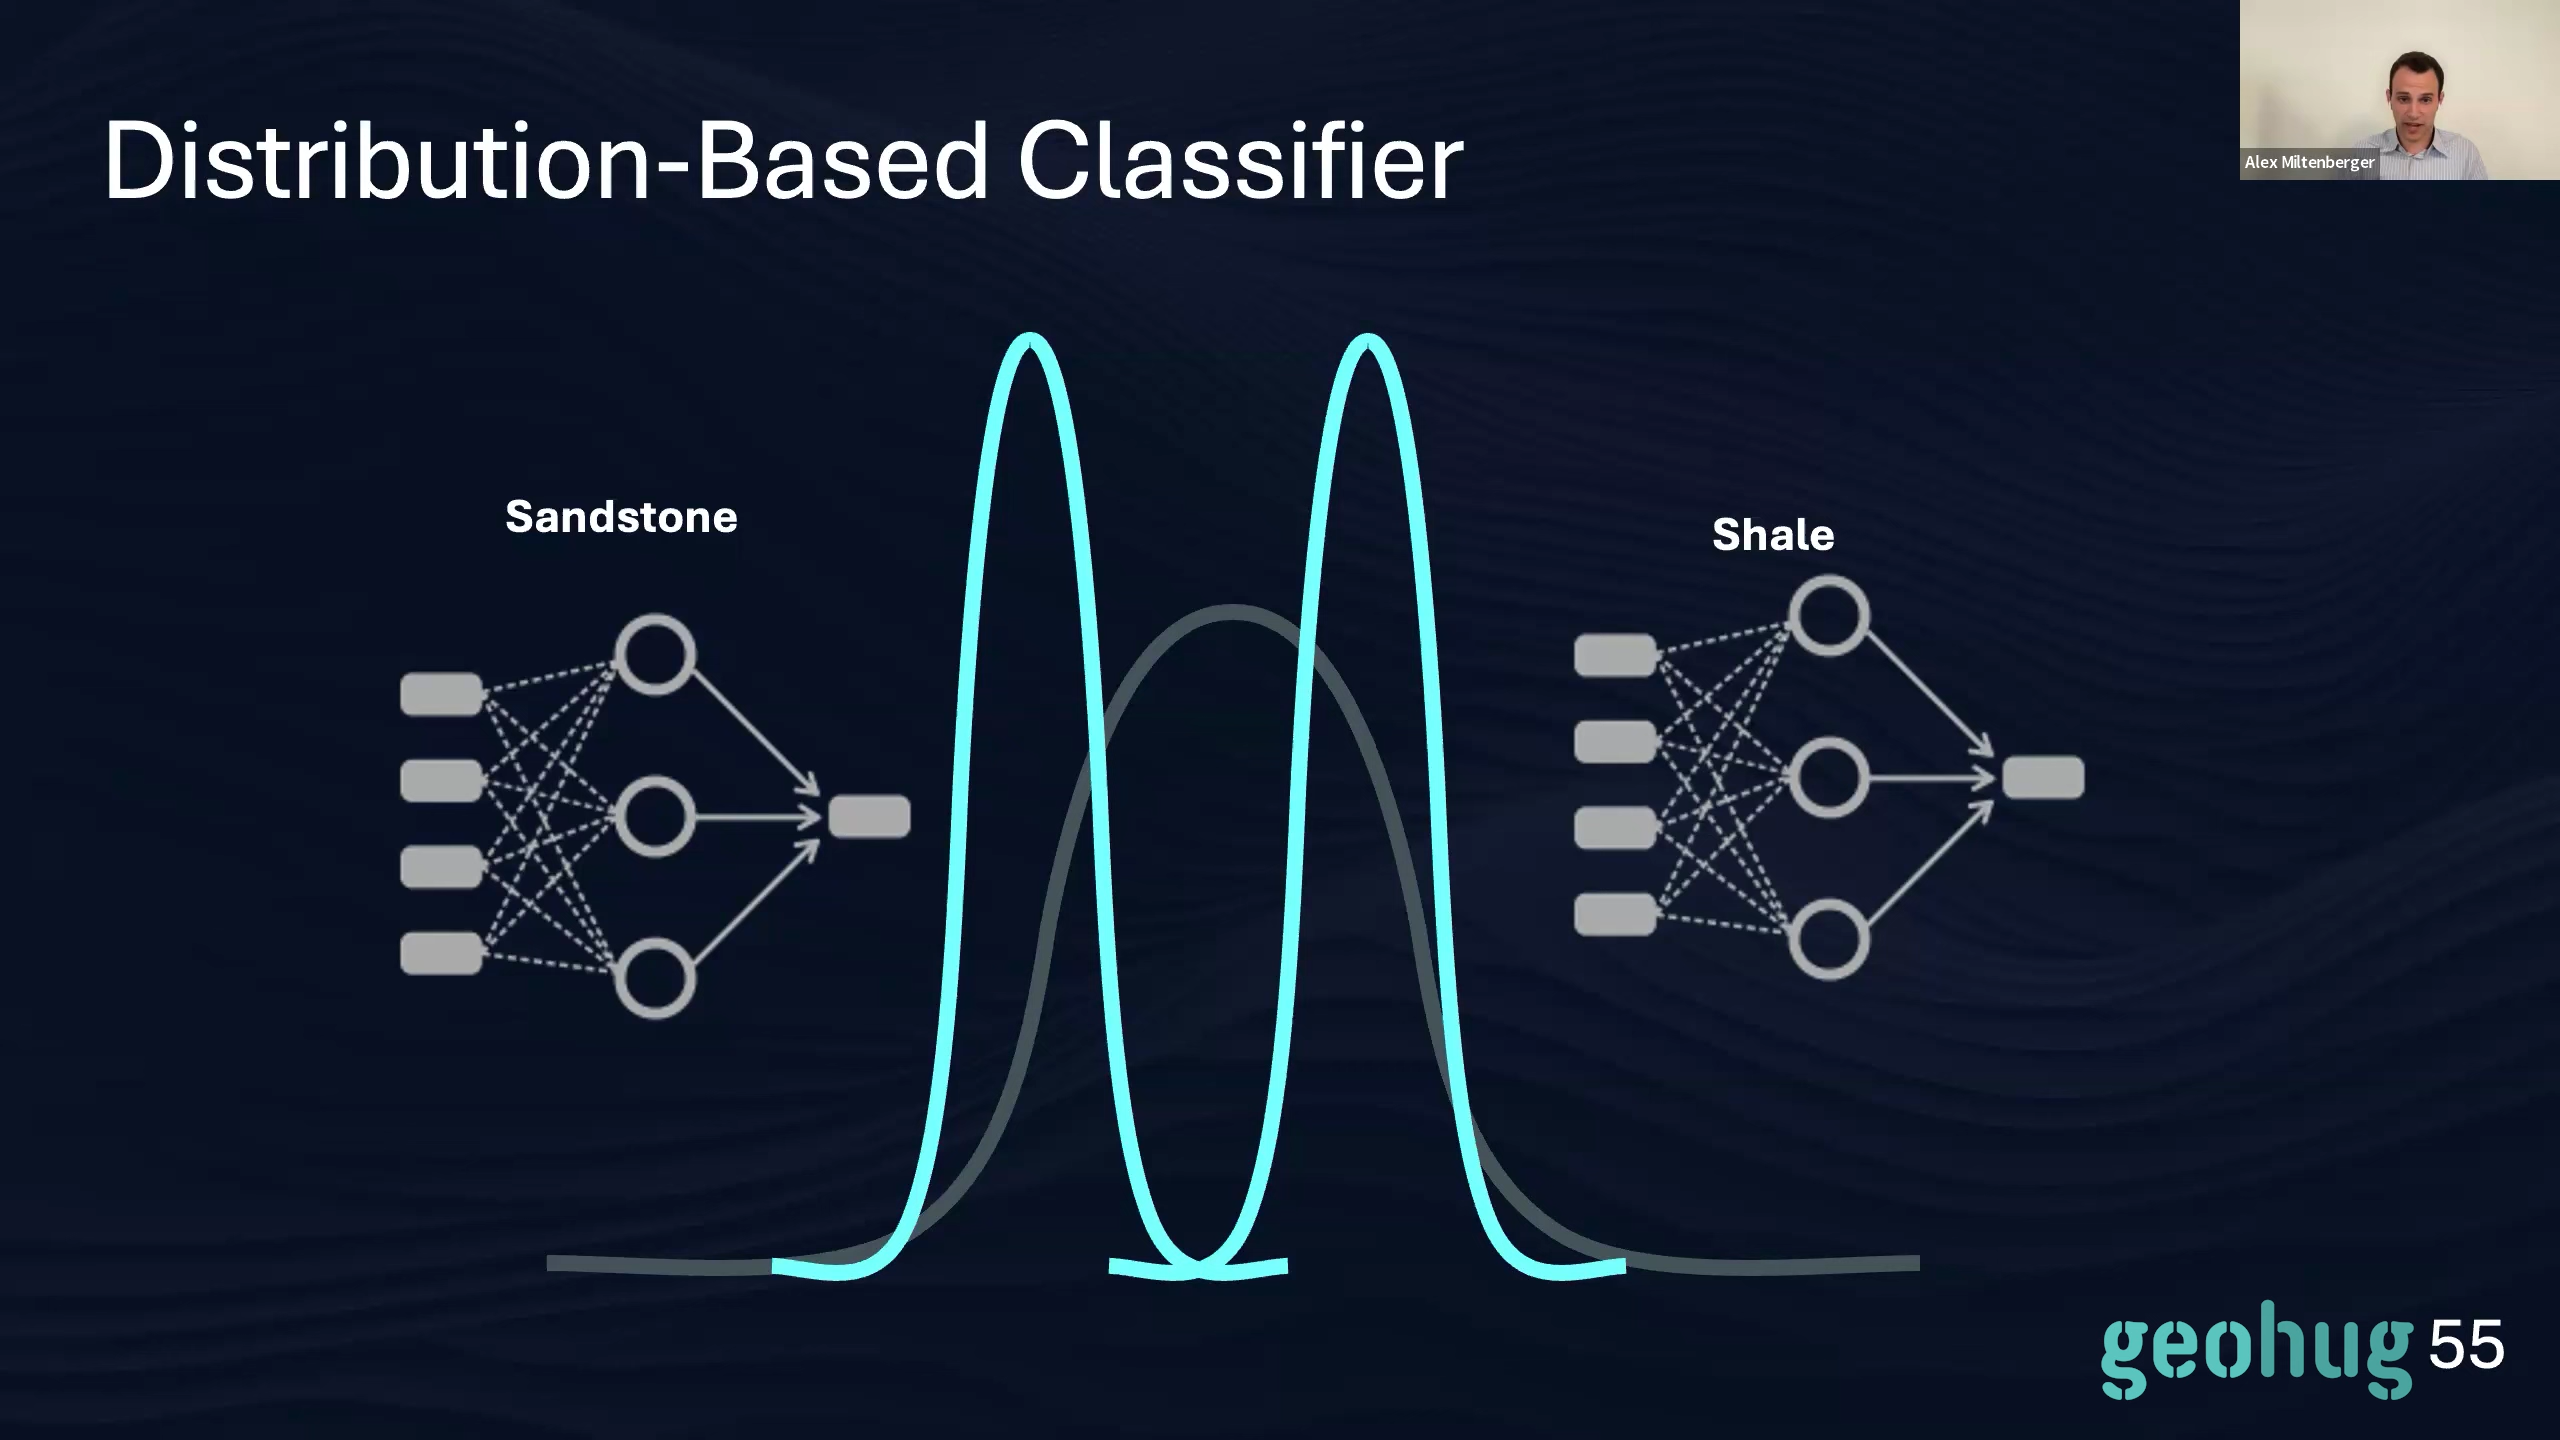 Alex Miltenberger
Distribution-Based Classifier
Sandstone
Shale
geohug 55